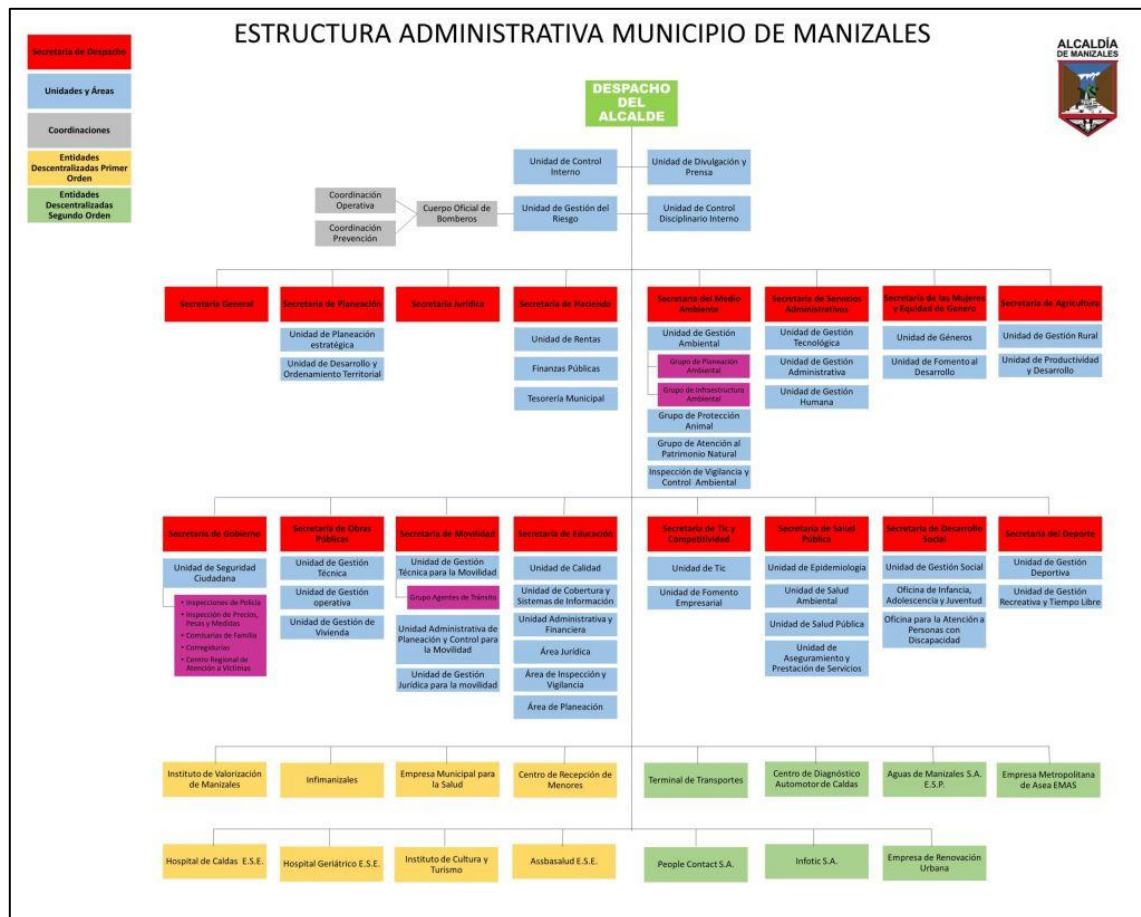 ESTRUCTURA ADMINISTRATIVA MUNICIPIO DE MANIZALES
ALCALDÍA
DE MANIZALES
Secretaría de Despacho
Unidades y Áreas
Coordinaciones
Entidades
Descentralizadas Primer
Orden
Entidades
Descentralizadas
Segundo Orden
DESPACHO
DEL
ALCALDE
Unidad de Control
Interno
Unidad de Divulgación y
Prensa
Coordinación
Operativa
Coordinación
Prevención
Cuerpo Oficial de
Bomberos
Unidad de Gestión del
Riesgo
Unidad de Control
Disciplinario Interno
Secretaría General
Secretaría de Planeación
Unidad de Planeación
estratégica
Unidad de Desarrollo y
Ordenamiento Territorial
Secretaría Jurídica
Secretaría de Hacienda
Unidad de Rentas
Finanzas Públicas
Tesorería Municipal
Secretaría del Medio
Ambiente
Unidad de Gestión
Ambiental
Grupo de Planeación
Ambiental
Grupo de Infraestructura
Ambiental
Grupo de Protección
Animal
Grupo de Atención al
Patrimonio Natural
Inspección de Vigilancia y
Control Ambiental
Secretaría de Servicios
Administrativos
Unidad de Gestión
Tecnológica
Unidad de Gestión
Administrativa
Unidad de Gestión
Humana
Secretaría de las Mujeres
y Equidad de Genero
Unidad de Géneros
Unidad de Fomento al
Desarrollo
Secretaría de Agricultura
Unidad de Gestión Rural
Unidad de Productividad
y Desarrollo
Secretaría de Gobierno
Unidad de Seguridad
Ciudadana
• Inspecciones de Policía
• Inspección de Precios,
Pesas y Medidas
• Comisarias de Familia
• Corregidurías
• Centro Regional de
Atención a Víctimas
Secretaría de Obras
Públicas
Unidad de Gestión
Técnica
Unidad de Gestión
operativa
Unidad de Gestión de
Vivienda
Secretaría de Movilidad
Unidad de Gestión
Técnica para la Movilidad
Grupo Agentes de Tránsito
Unidad Administrativa de
Planeación y Control para
la Movilidad
Unidad de Gestión
Jurídica para la movilidad
Secretaría de Educación
Unidad de Calidad
Unidad de Cobertura y
Sistemas de Información
Unidad Administrativa y
Financiera
Área Jurídica
Área de Inspección y
Vigilancia
Área de Planeación
Secretaría de Tic y
Competitividad
Unidad de Tic
Unidad de Fomento
Empresarial
Secretaría de Salud
Pública
Unidad de Epidemiología
Unidad de Salud
Ambiental
Unidad de Salud Pública
Unidad de
Aseguramiento y
Prestación de Servicios
Secretaría de Desarrollo
Social
Unidad de Gestión Social
Oficina de Infancia,
Adolescencia y Juventud
Oficina para la Atención a
Personas con
Discapacidad
Secretaría del Deporte
Unidad de Gestión
Deportiva
Unidad de Gestión
Recreativa y Tiempo Libre
Instituto de Valorización
de Manizales
Infimanizales
Empresa Municipal para
la Salud
Centro de Recepción de
Menores
Terminal de Transportes
Centro de Diagnóstico
Automotor de Caldas
Aguas de Manizales S.A.
E.S.P.
Empresa Metropolitana
de Asea EMAS
Hospital de Caldas E.S.E.
Hospital Geriátrico E.S.E.
Instituto de Cultura y
Turismo
Assbasalud E.S.E.
People Contact S.A.
Infotic S.A.
Empresa de Renovación
Urbana